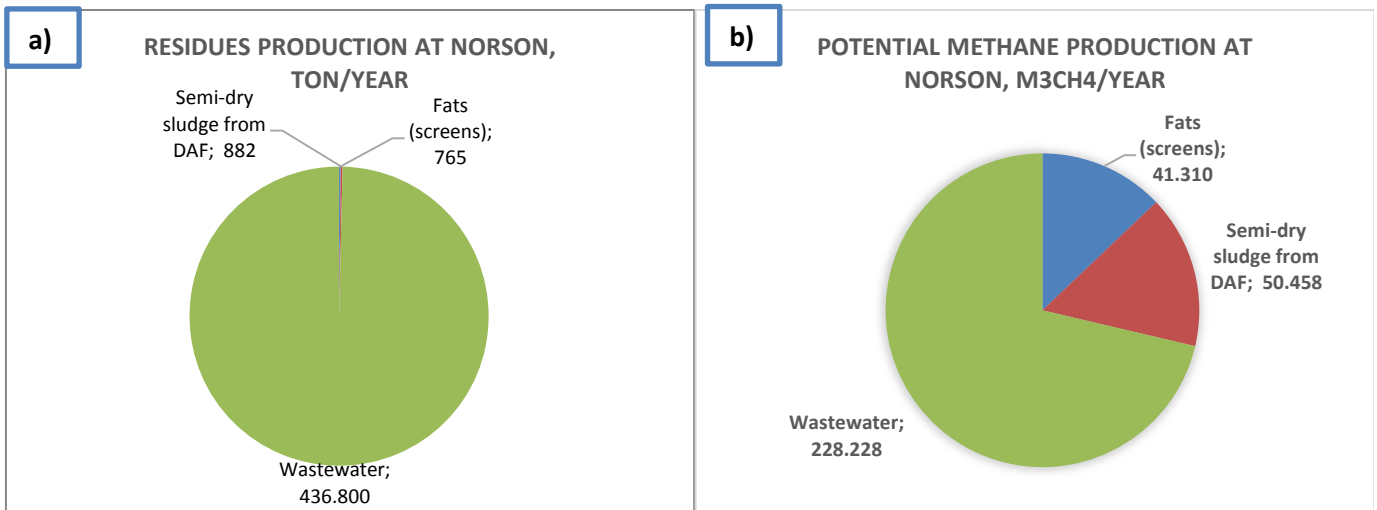 a)
RESIDUES PRODUCTION AT NORSON,
TON/YEAR
Semi-dry
sludge from
DAF; 882
Fats
(screens);
765
Wastewater;
436.800
b)
POTENTIAL METHANE PRODUCTION AT
NORSON, M3CH4/YEAR
Fats
(screens);
41.310
Semi-dry
sludge from
DAF; 50.458
Wastewater;
228.228